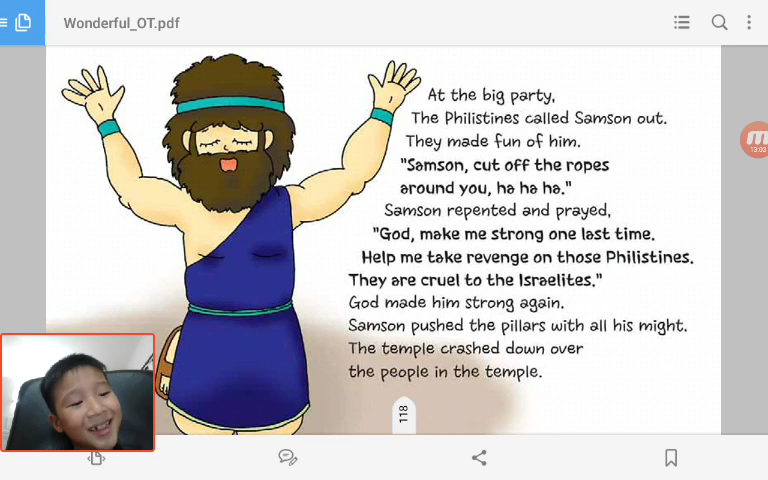 Wonderful_OT.pdf
At the big party,
The Philistines called Samson out.
They made fun of him.
"Samson, cut off the ropes
around you, ha ha ha."
Samson repented and prayed,
"God, make me strong one last time.
Help me take revenge on those Philistines.
They are cruel to the Israelites."
God made him strong again.
Samson pushed the pillars with all his might.
The temple crashed down over
the people in the temple.
118
13:03